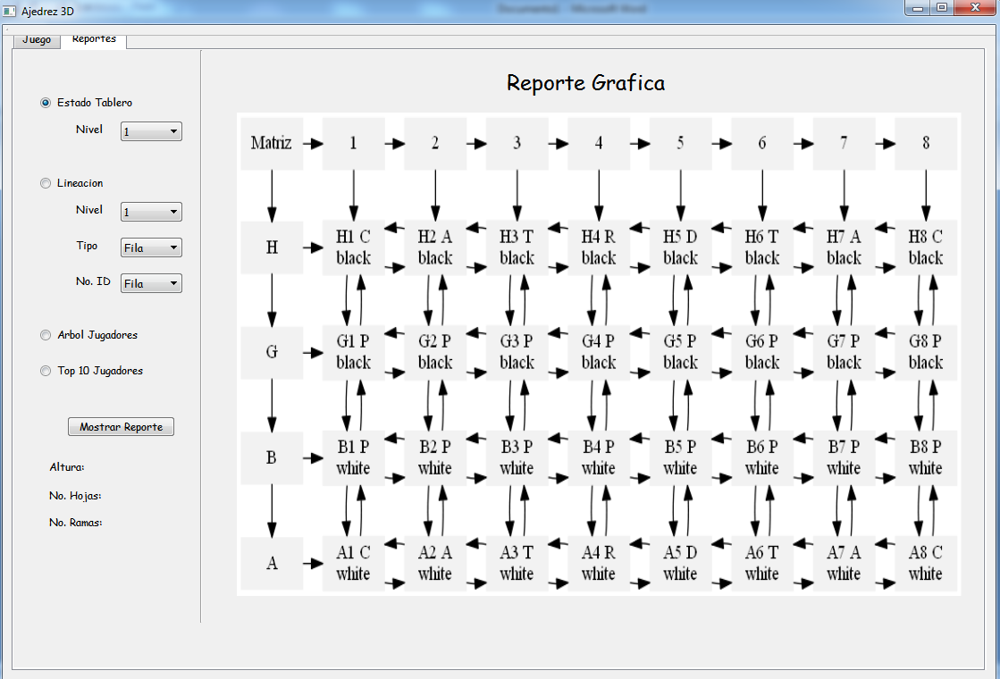 Ajedrez 3D
Documento1 - Microsoft Word
Juego Reportes
Estado Tablero
Nivel 1
Lineacion
Nivel 1
Tipo Fila
No. ID Fila
Arbol Jugadores
Top 10 Jugadores
Mostrar Reporte
Altura:
No. Hojas:
No. Ramas:
Reporte Grafica
Matriz 1 2 3 4 5 6 7 8
H H1 C H2 A H3 T H4 R H5 D H6 T H7 A H8 C
black black black black black black black black
G G1 P G2 P G3 P G4 P G5 P G6 P G7 P G8 P
black black black black black black black black
B B1 P B2 P B3 P B4 P B5 P B6 P B7 P B8 P
white white white white white white white white
A A1 C A2 A A3 T A4 R A5 D A6 T A7 A A8 C
white white white white white white white white